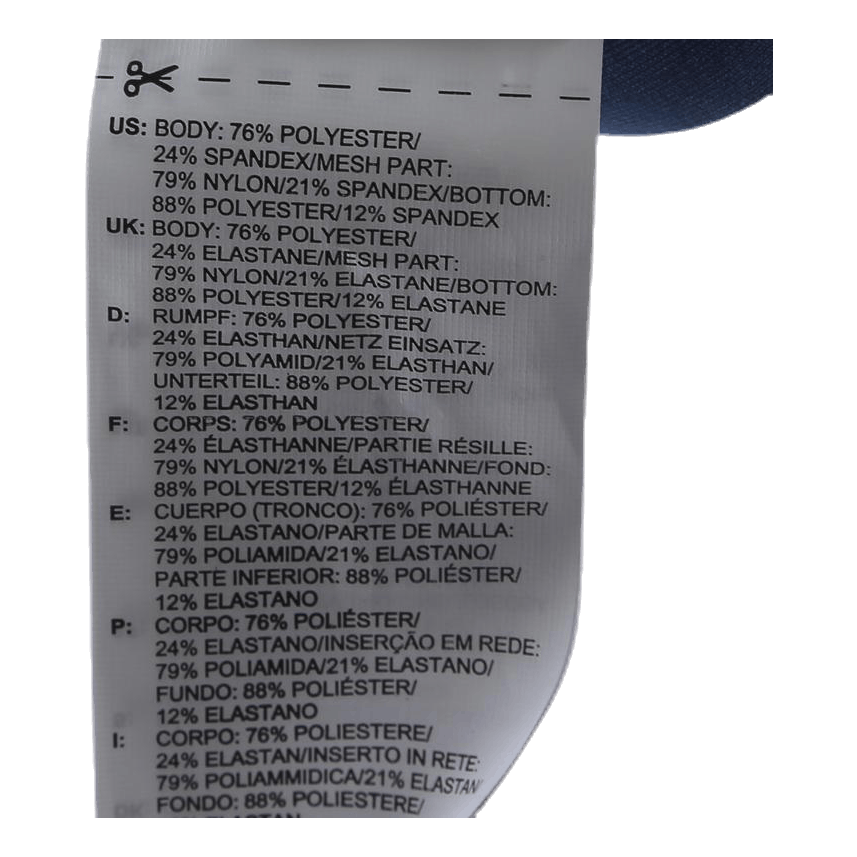 US: BODY: 76% POLYESTER/
24% SPANDEX/MESH PART:
79% NYLON/21% SPANDEX/BOTTOM:
88% POLYESTER/12% SPANDEX
UK: BODY: 76% POLYESTER/
24% ELASTANE/MESH PART:
79% NYLON/21% ELASTANE/BOTTOM:
88% POLYESTER/12% ELASTANE
D: RUMPF: 76% POLYESTER/
24% ELASTHAN/NETZ EINSATZ:
79% POLYAMID/21% ELASTHAN/
UNTERTEIL: 88% POLYESTER/
12% ELASTHAN
F: CORPS: 76% POLYESTER/
24% ÉLASTHANNE/PARTIE RÉSILLE:
79% NYLON/21% ÉLASTHANNE/FOND:
88% POLYESTER/12% ÉLASTHANNE
E: CUERPO (TRONCO): 76% POLIÉSTER/
24% ELASTANO/PARTE DE MALLA:
79% POLIAMIDA/21% ELASTANO/
PARTE INFERIOR: 88% POLIÉSTER/
12% ELASTANO
P: CORPO: 76% POLIÉSTER/
24% ELASTANO/INSERÇÃO EM REDE:
79% POLIAMIDA/21% ELASTANO/
FUNDO: 88% POLIÉSTER/
12% ELASTANO
I: CORPO: 76% POLIESTERE/
24% ELASTAN/INSERTO IN RETE:
79% POLIAMMIDICA/21% ELASTAN/
FONDO: 88% POLIESTERE/